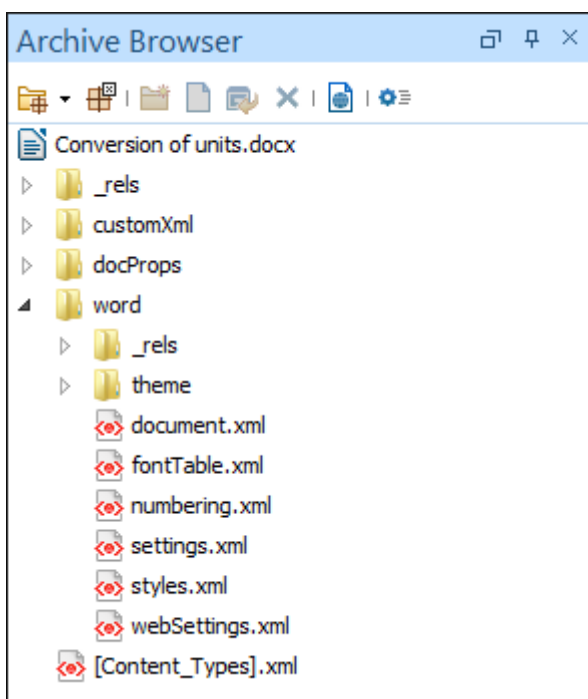 Archive Browser
Conversion of units.docx
_rels
customXml
docProps
word
_rels
theme
document.xml
fontTable.xml
numbering.xml
settings.xml
styles.xml
webSettings.xml
[Content_Types].xml